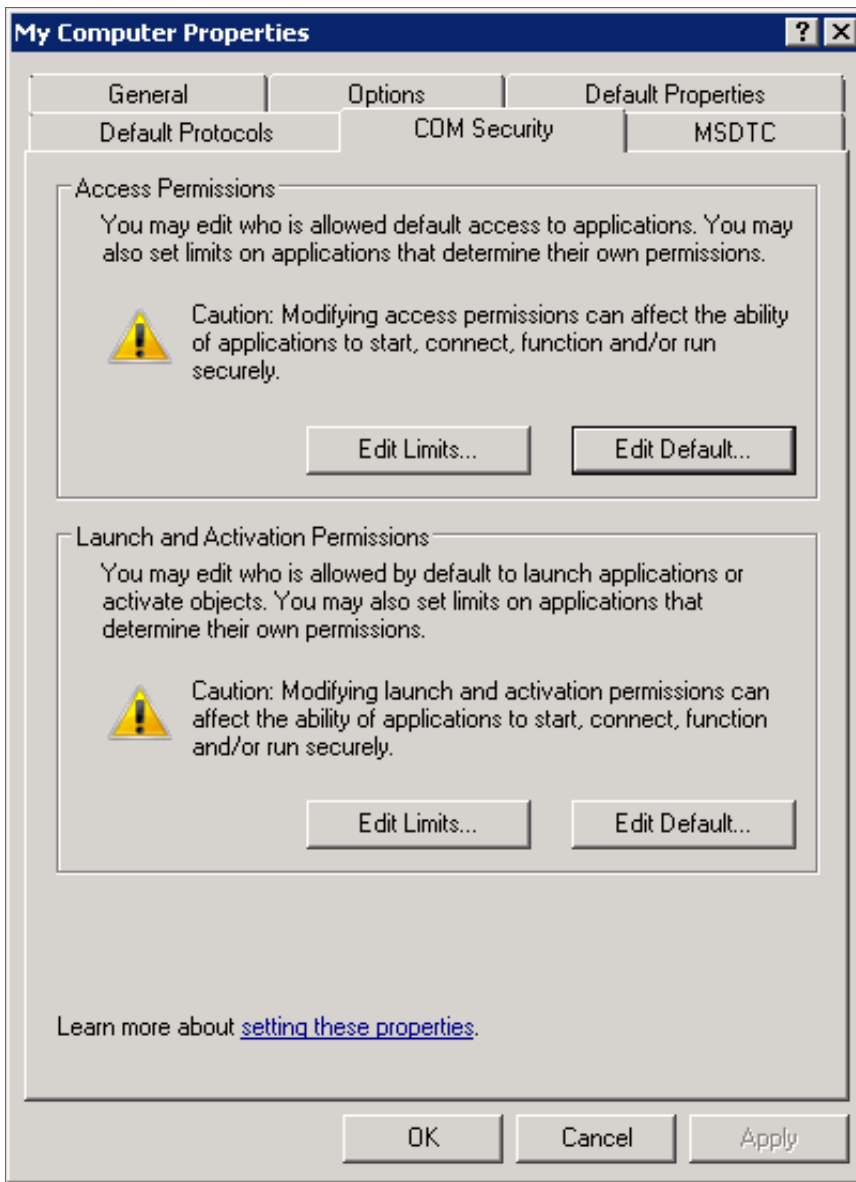 My Computer Properties
General Options Default Properties
Default Protocols COM Security MSDTC
Access Permissions
You may edit who is allowed default access to applications. You may
also set limits on applications that determine their own permissions.
Caution: Modifying access permissions can affect the ability
of applications to start, connect, function and/or run
securely.
Edit Limits... Edit Default...
Launch and Activation Permissions
You may edit who is allowed by default to launch applications or
activate objects. You may also set limits on applications that
determine their own permissions.
Caution: Modifying launch and activation permissions can
affect the ability of applications to start, connect, function
and/or run securely.
Edit Limits... Edit Default...
Learn more about setting these properties.
OK Cancel Apply